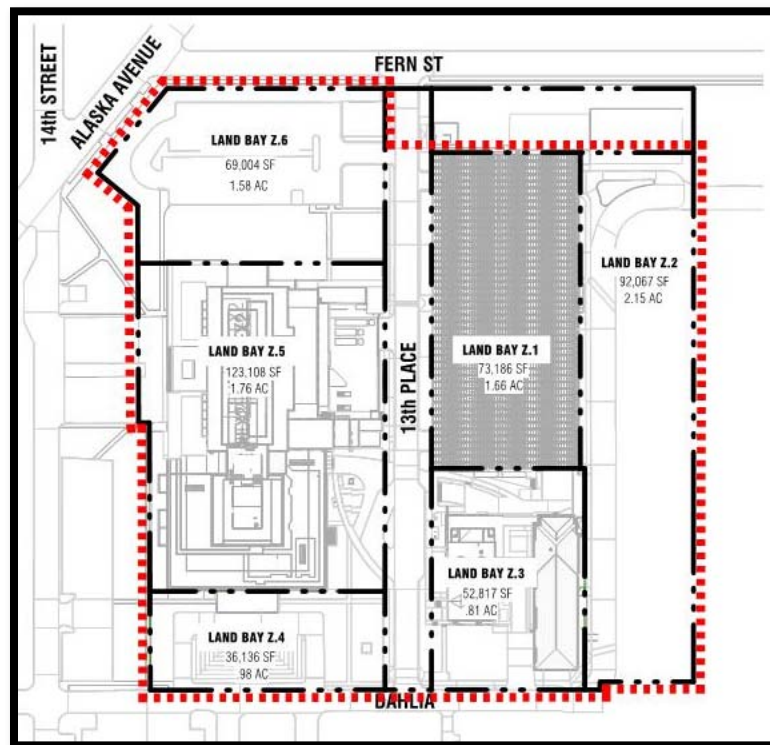 FERN ST
14th STREET
ALASKA AVENUE
LAND BAY Z.6
69,004 SF
1.58 AC
LAND BAY Z.2
92,067 SF
2.15 AC
LAND BAY Z.5
123,108 SF
1.76 AC
LAND BAY Z.1
73,186 SF
1.66 AC
13th PLACE
LAND BAY Z.3
52,817 SF
.81 AC
LAND BAY Z.4
36,136 SF
.98 AC
DAHLIA